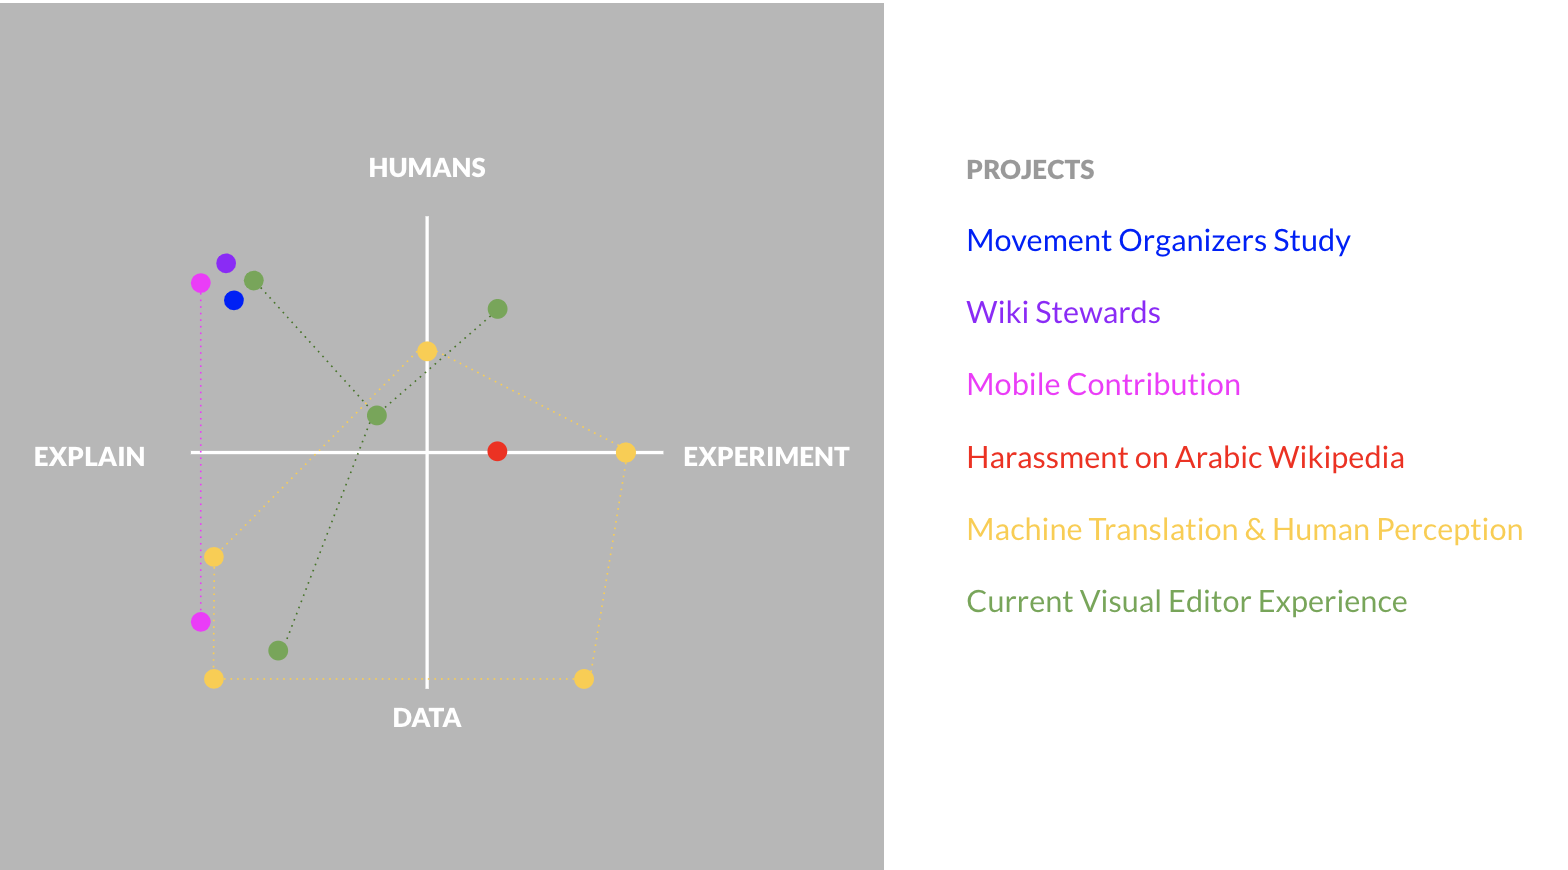 HUMANS
EXPLAIN
EXPERIMENT
DATA
PROJECTS
Movement Organizers Study
Wiki Stewards
Mobile Contribution
Harassment on Arabic Wikipedia
Machine Translation & Human Perception
Current Visual Editor Experience